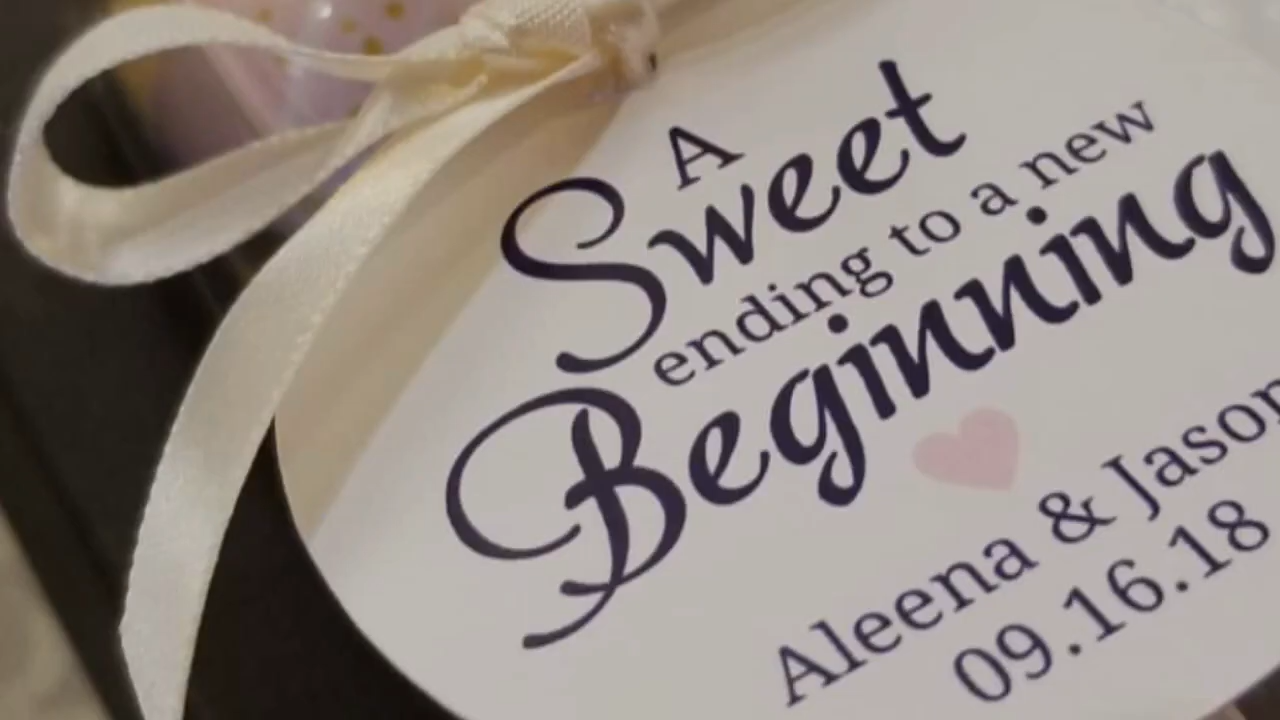 A
Sweet
ending to a new
Beginning
Aleena & Jason
09.16.18